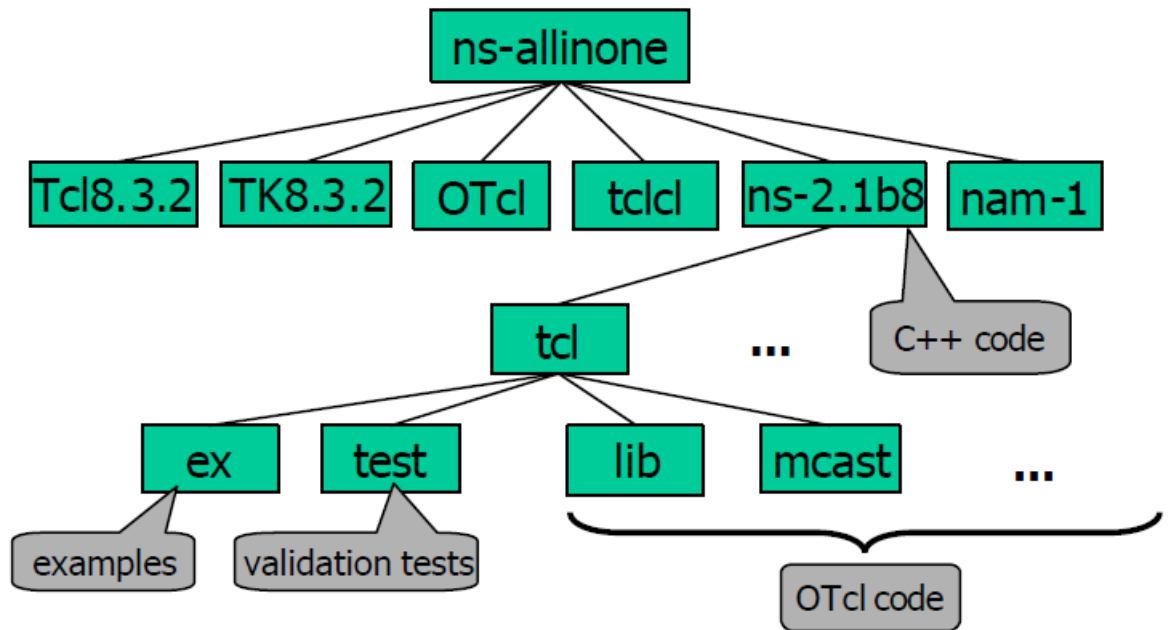 ns-allinone
Tcl8.3.2
TK8.3.2
OTcl
tclcl
ns-2.1b8
nam-1
tcl
...
C++ code
ex
test
lib
mcast
...
examples
validation tests
OTcl code